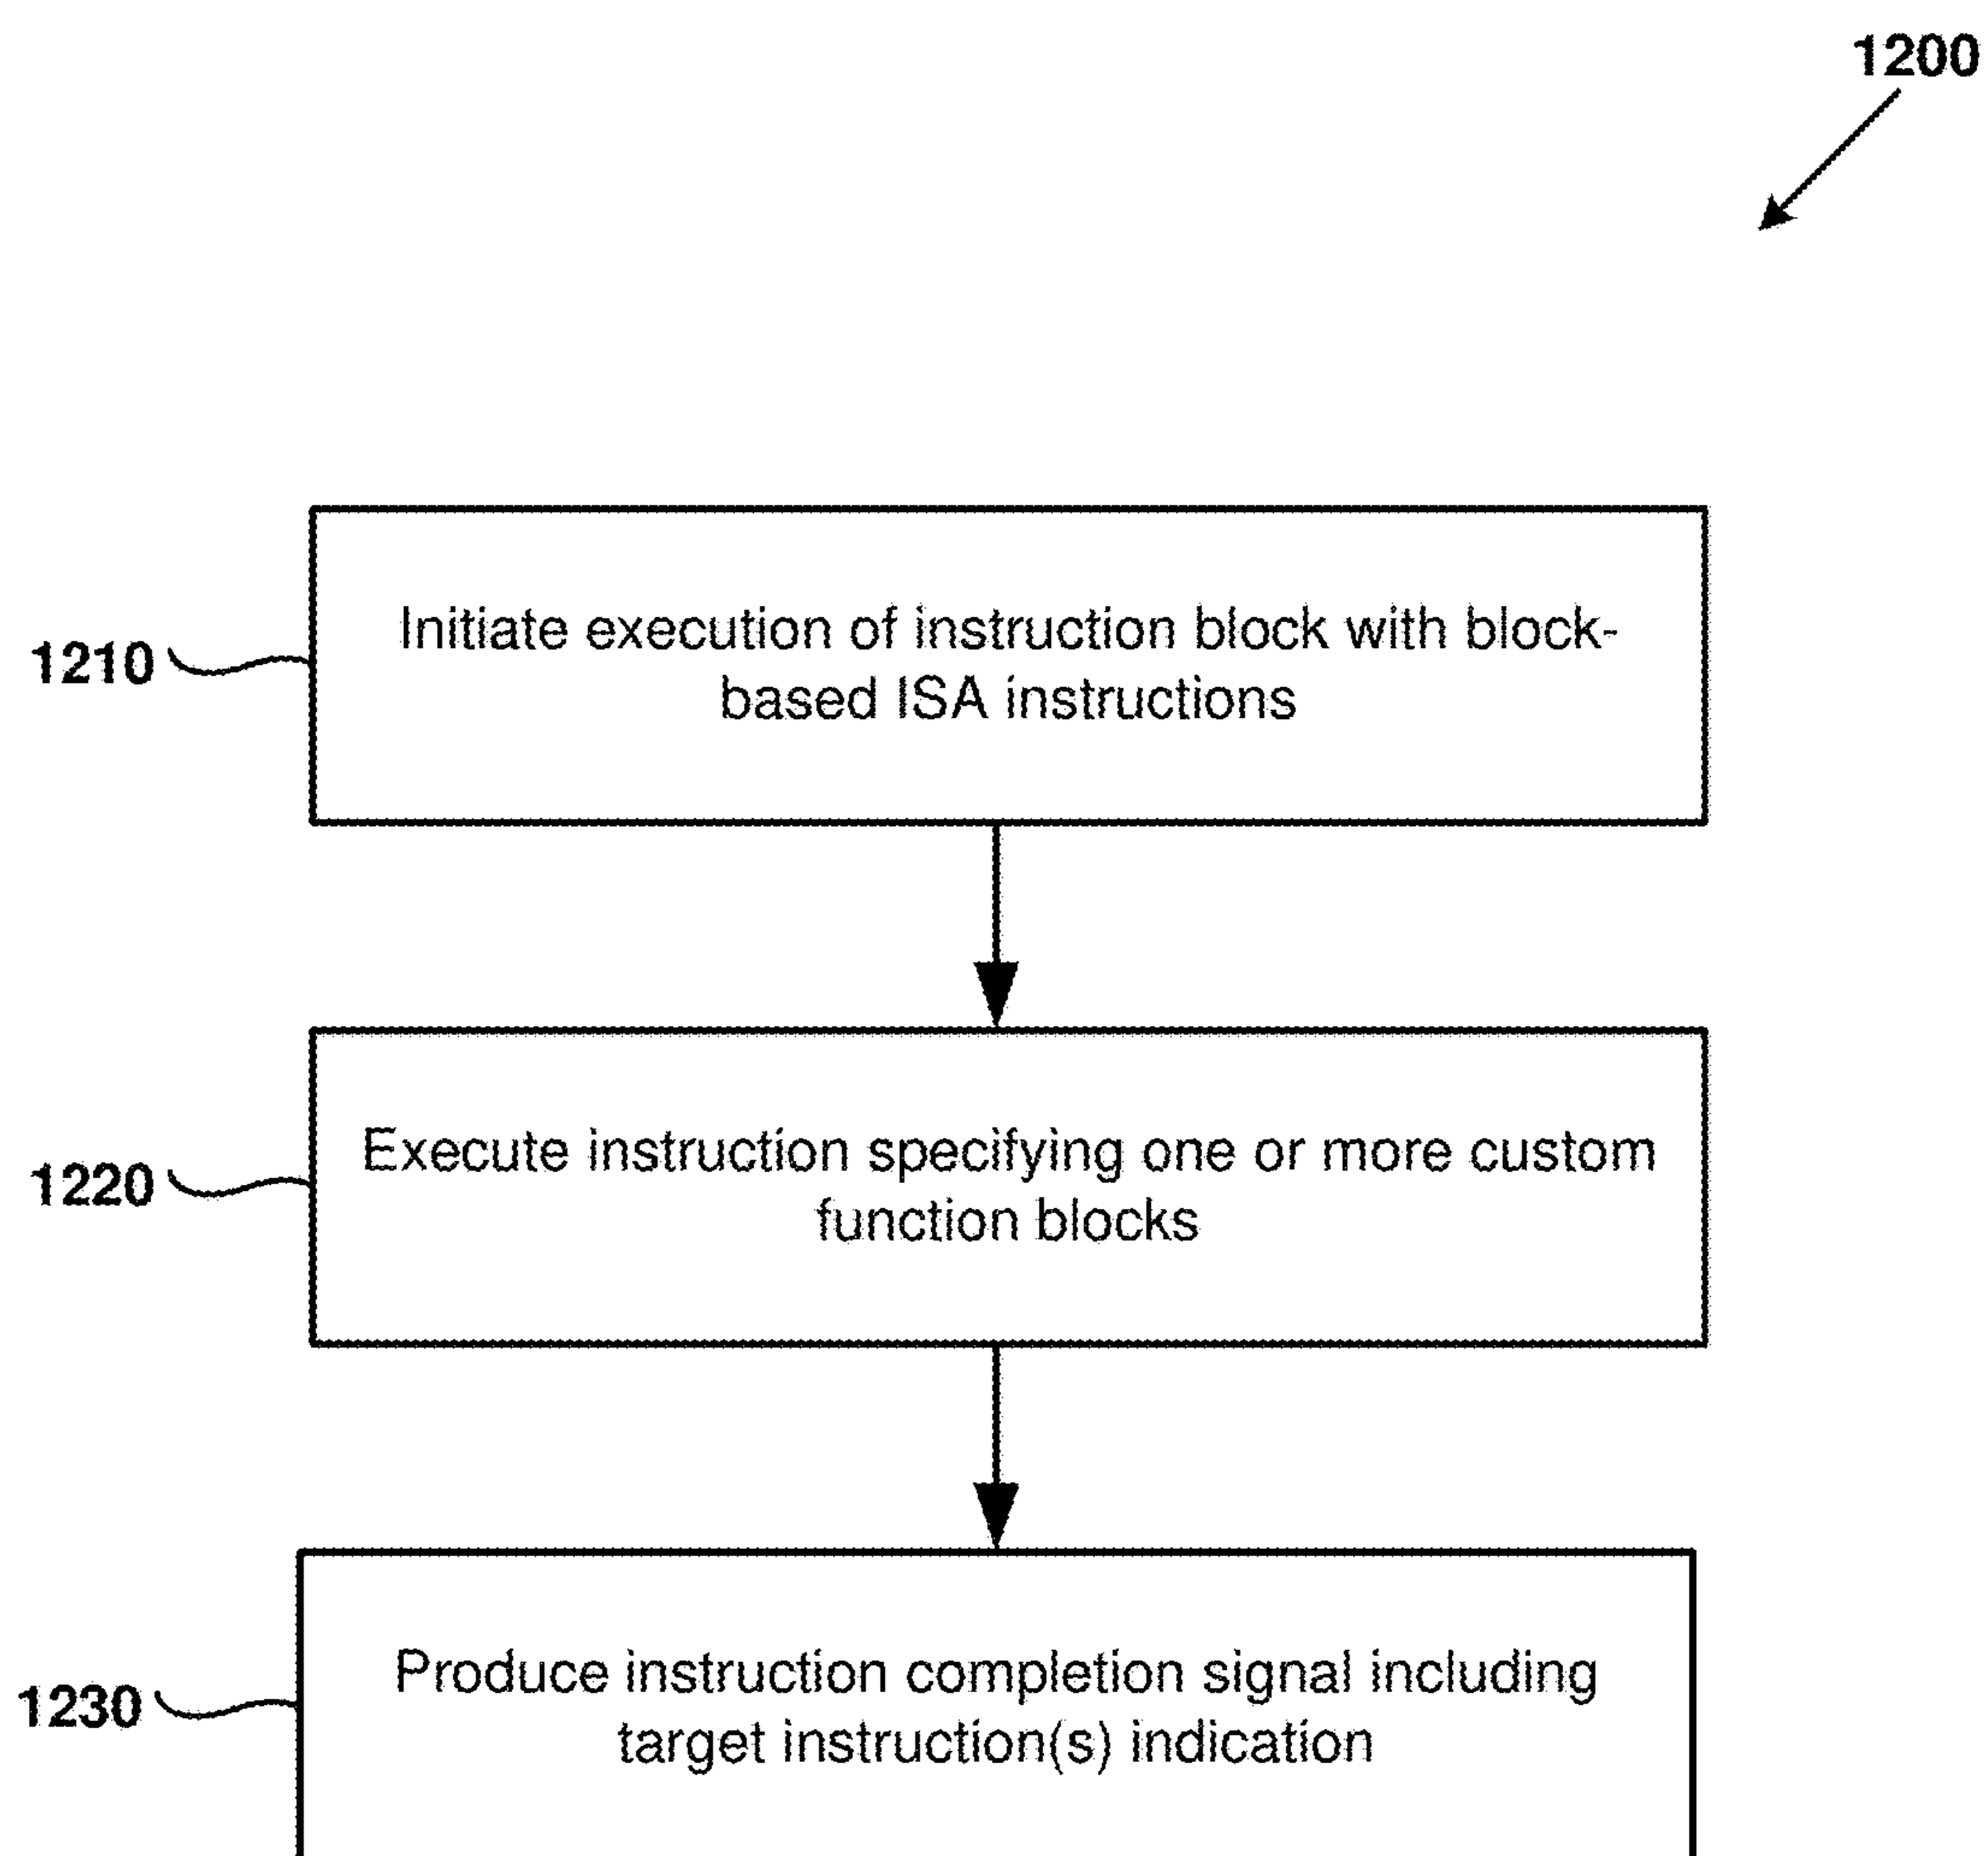 1200
1210
Initiate execution of instruction block with block-
based ISA instructions
1220
Execute instruction specifying one or more custom
function blocks
1230
Produce instruction completion signal including
target instruction(s) indication